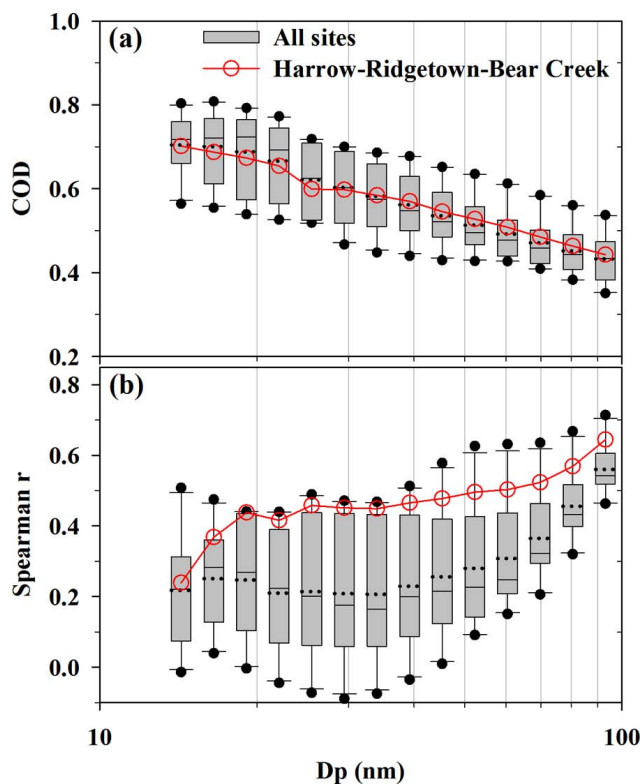 (a)
All sites
Harrow-Ridgetown-Bear Creek
1.0
0.8
0.6
0.4
0.2
COD
(b)
0.8
0.6
0.4
0.2
0.0
Spearman r
10
100
Dp (nm)